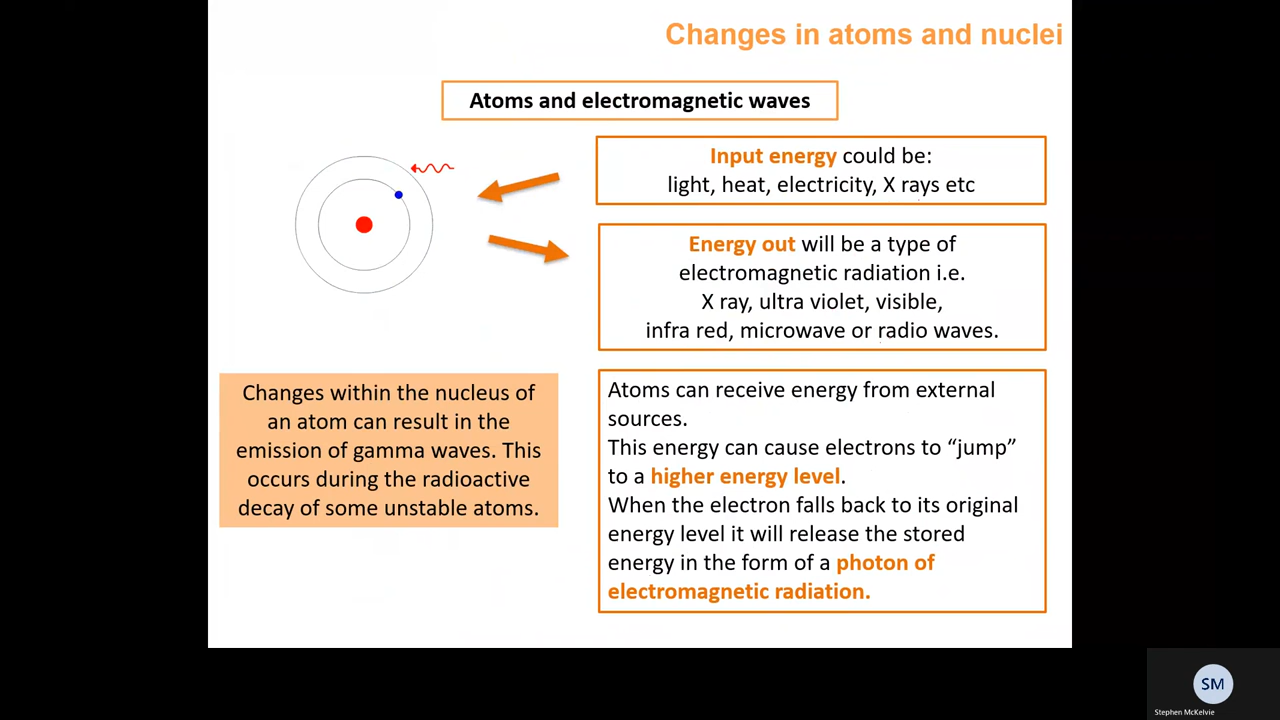 Changes in atoms and nuclei
Atoms and electromagnetic waves
Input energy could be:
light, heat, electricity, X rays etc
Energy out will be a type of
electromagnetic radiation i.e.
X ray, ultra violet, visible,
infra red, microwave or radio waves.
Changes within the nucleus of
an atom can result in the
emission of gamma waves. This
occurs during the radioactive
decay of some unstable atoms.
Atoms can receive energy from external
sources.
This energy can cause electrons to “jump”
to a higher energy level.
When the electron falls back to its original
energy level it will release the stored
energy in the form of a photon of
electromagnetic radiation.
SM
Stephen McKelvie